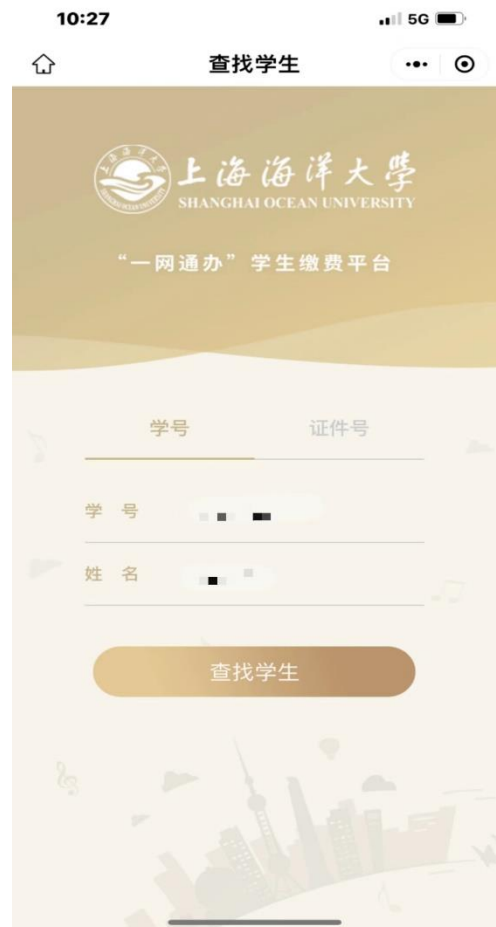 10:27
5G
查找学生
上海海洋大學
SHANGHAI OCEAN UNIVERSITY
“一网通办”学生缴费平台
学号 证件号
学 号
姓 名
查找学生